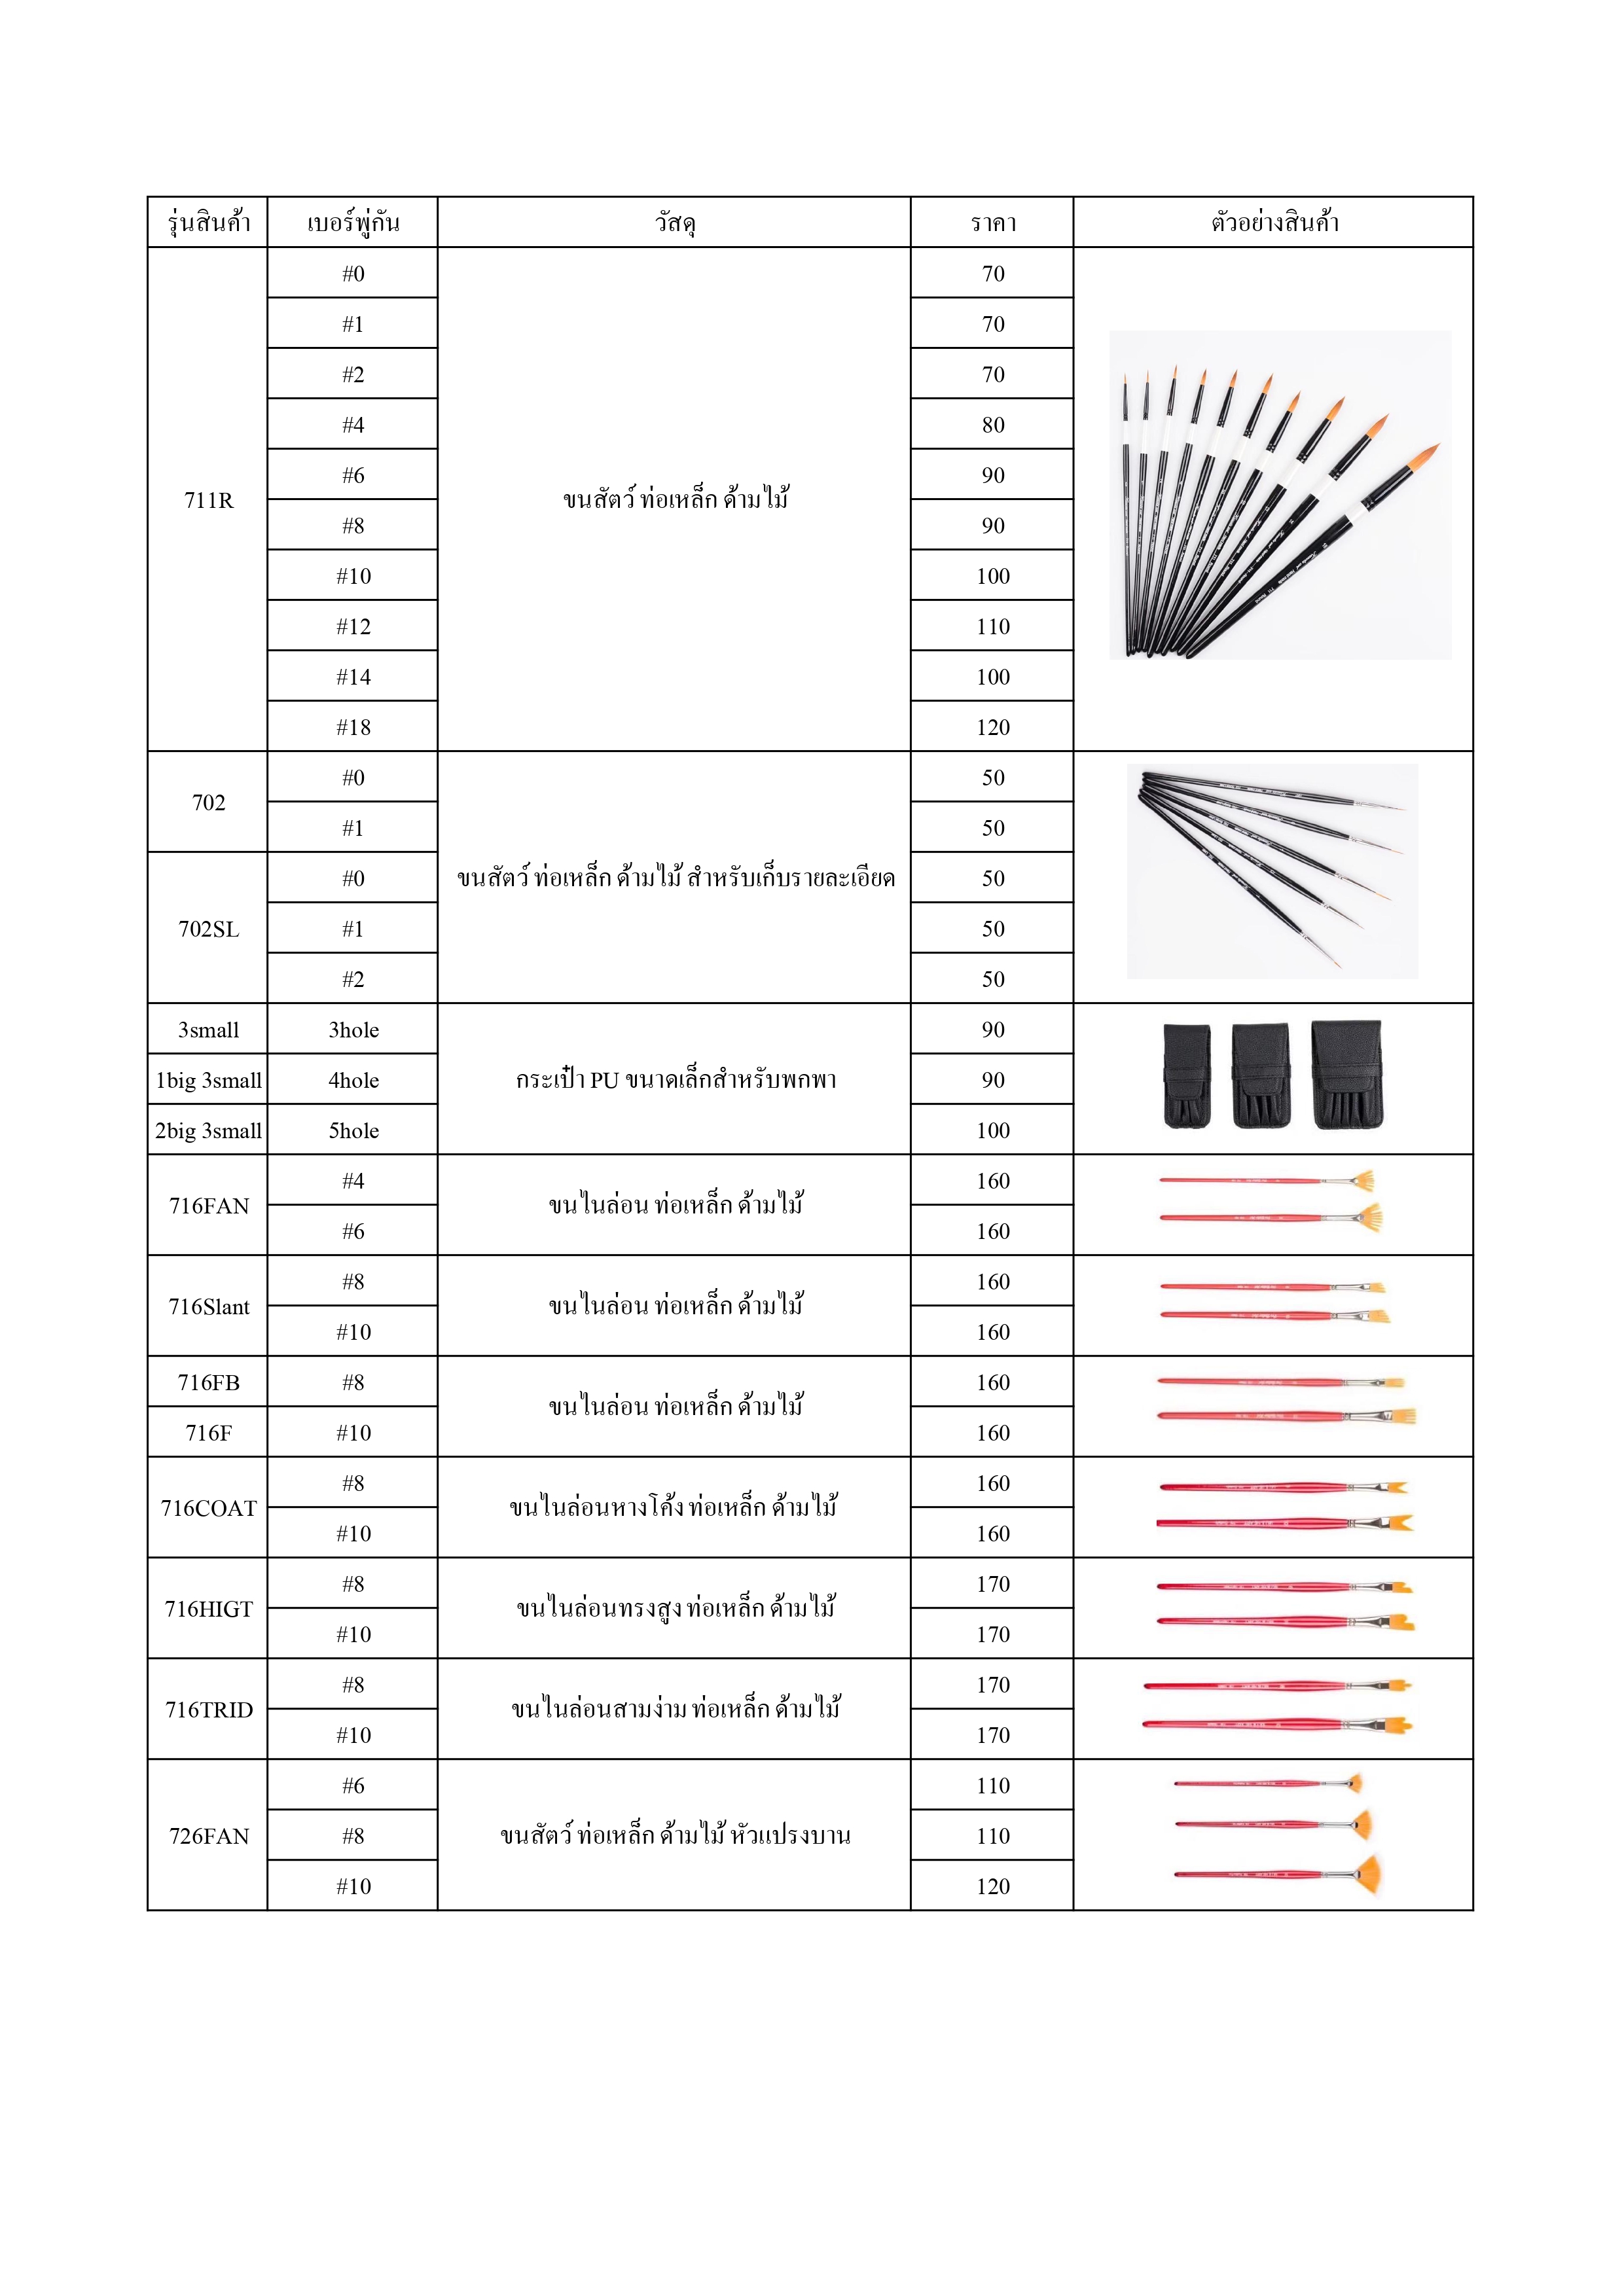 รุ่นสินค้า เบอร์พู่กัน วัสดุ ราคา ตัวอย่างสินค้า
711R #0 ขนสัตว์ ท่อเหล็ก ด้ามไม้ 70
#1 70
#2 70
#4 80
#6 90
#8 90
#10 100
#12 110
#14 100
#18 120
702 #0 ขนสัตว์ ท่อเหล็ก ด้ามไม้ สำหรับเก็บรายละเอียด 50
#1 50
702SL #0 50
#1 50
#2 50
3small 3hole กระเป๋า PU ขนาดเล็กสำหรับพกพา 90
1big 3small 4hole 90
2big 3small 5hole 100
716FAN #4 ขนไนล่อน ท่อเหล็ก ด้ามไม้ 160
#6 160
716Slant #8 ขนไนล่อน ท่อเหล็ก ด้ามไม้ 160
#10 160
716FB #8 ขนไนล่อน ท่อเหล็ก ด้ามไม้ 160
716F #10 160
716COAT #8 ขนไนล่อนหางโค้ง ท่อเหล็ก ด้ามไม้ 160
#10 160
716HIGT #8 ขนไนล่อนทรงสูง ท่อเหล็ก ด้ามไม้ 170
#10 170
716TRID #8 ขนไนล่อนสามง่าม ท่อเหล็ก ด้ามไม้ 170
#10 170
726FAN #6 ขนสัตว์ ท่อเหล็ก ด้ามไม้ หัวแปรงบาน 110
#8 110
#10 120